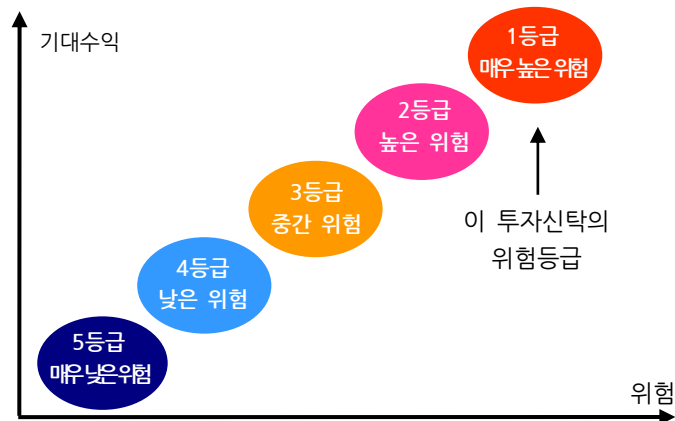 기대수익
1등급
매우 높은 위험
2등급
높은 위험
3등급
중간 위험
이 투자신탁의
위험등급
4등급
낮은 위험
5등급
매우 낮은 위험
위험